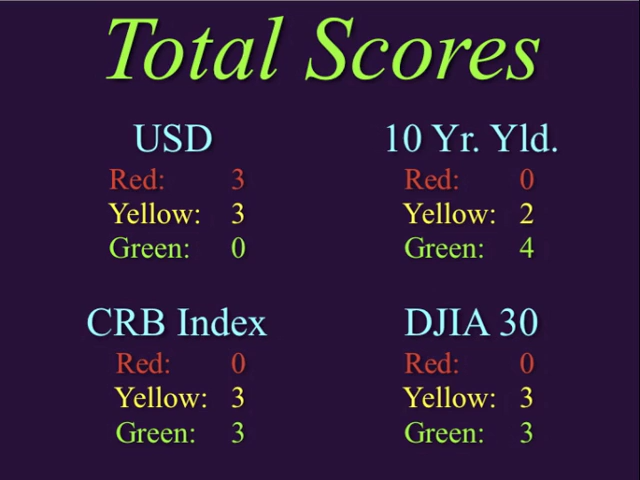 Total Scores
USD
Red: 3
Yellow: 3
Green: 0
10 Yr. Yld.
Red: 0
Yellow: 2
Green: 4
CRB Index
Red: 0
Yellow: 3
Green: 3
DJIA 30
Red: 0
Yellow: 3
Green: 3